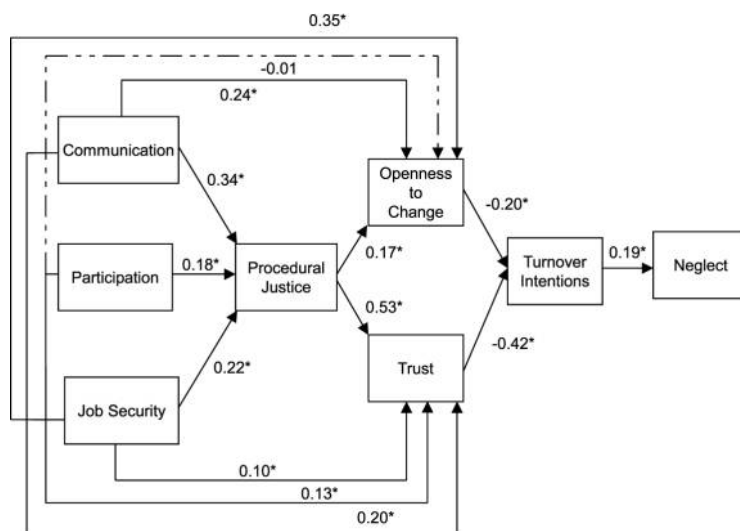 0.35*
-0.01
0.24*
Communication
Openness
to
Change
0.34*
-0.20*
0.17*
Participation
0.18*
Procedural
Justice
Turnover
Intentions
0.19*
Neglect
0.53*
0.22*
-0.42*
Trust
Job Security
0.10*
0.13*
0.20*